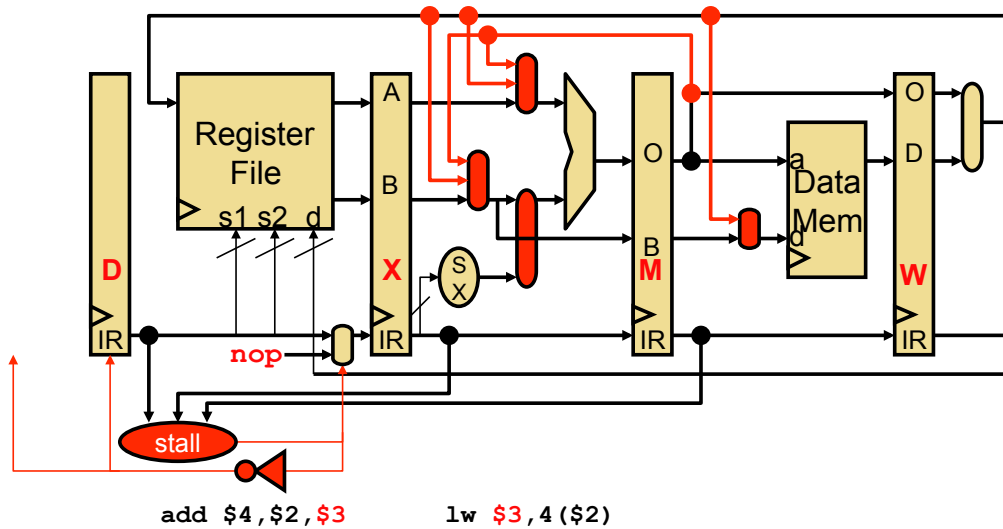 Register
File
s1 s2 d
A
B
S
X
O
B
a
Data
Mem
d
O
D
D
X
M
W
IR
IR
IR
IR
nop
stall
add $4,$2,$3
lw $3,4($2)